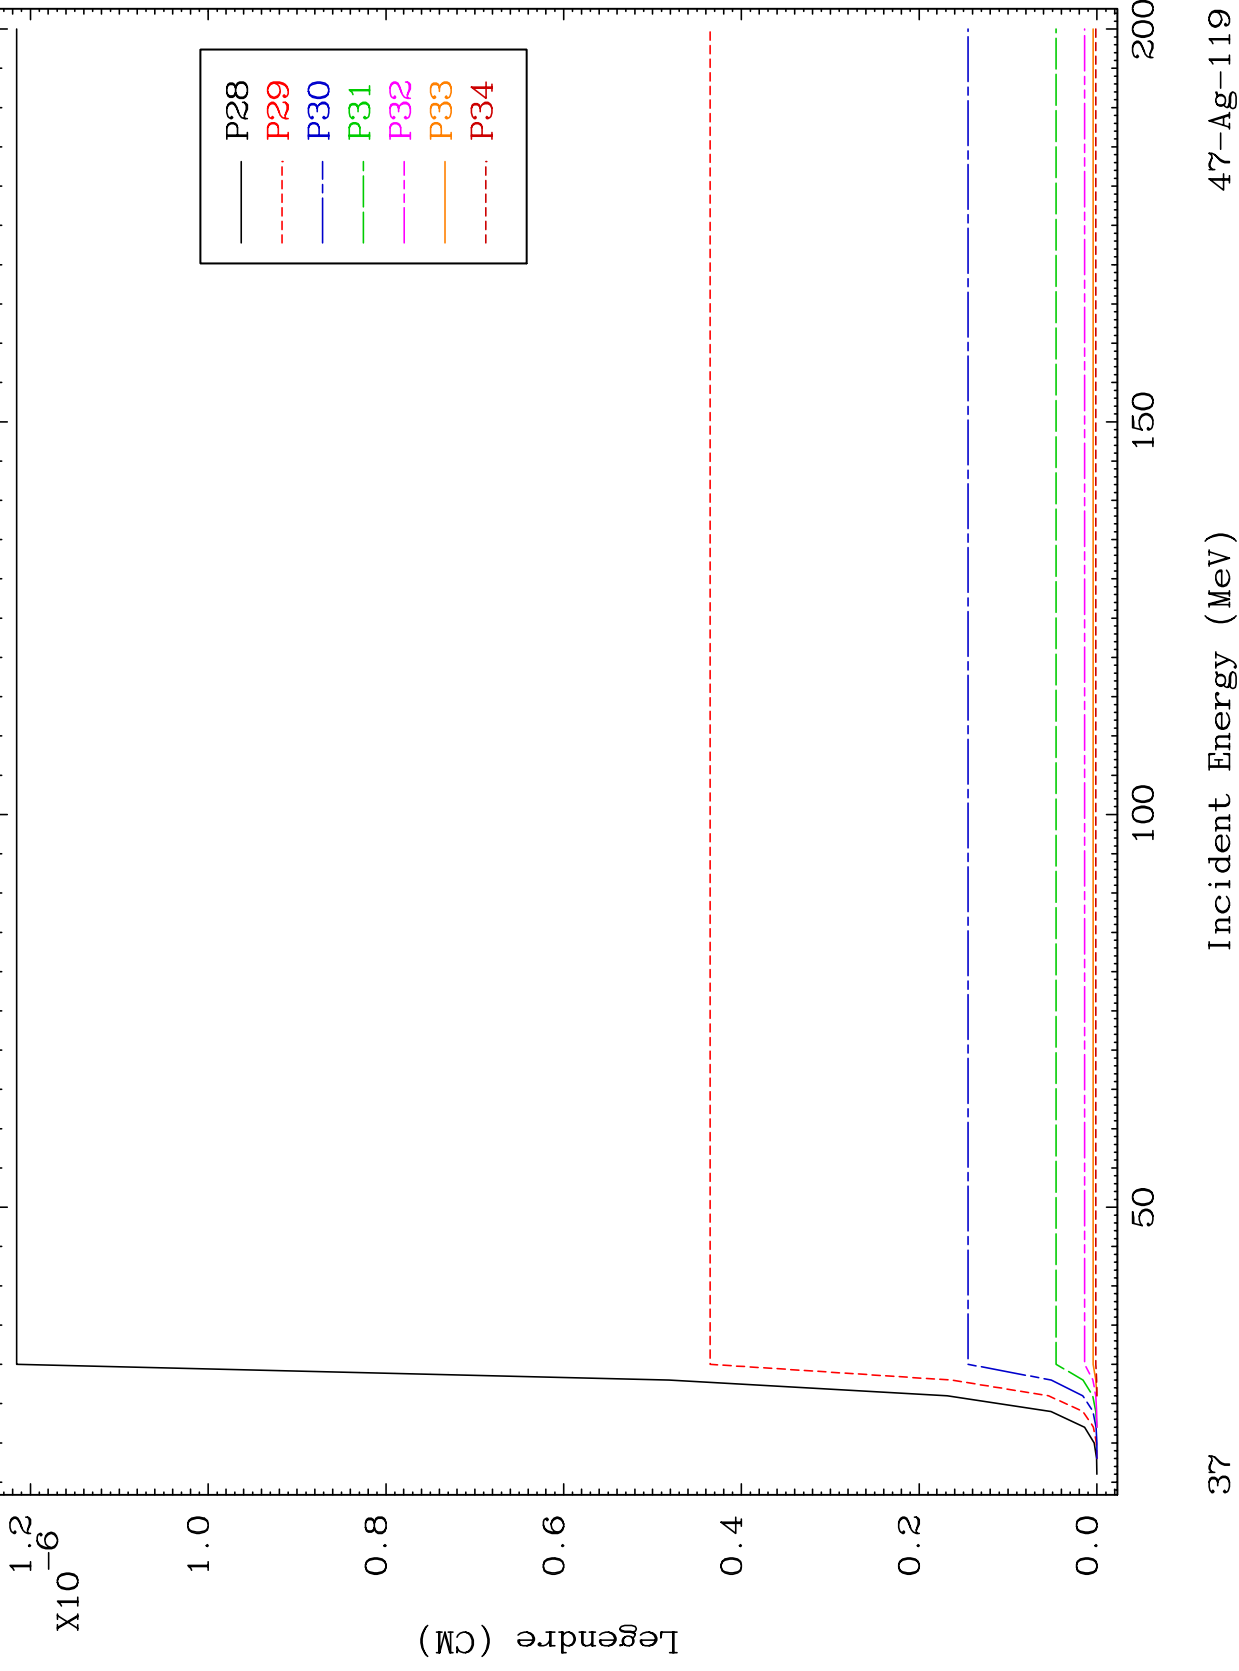 1.2
X10-6
1.0
0.8
0.6
0.4
0.2
0.0
Legendre (CM)
P28
P29
P30
P31
P32
P33
P34
50
100
150
200
Incident Energy (MeV)
37
47-Ag-119